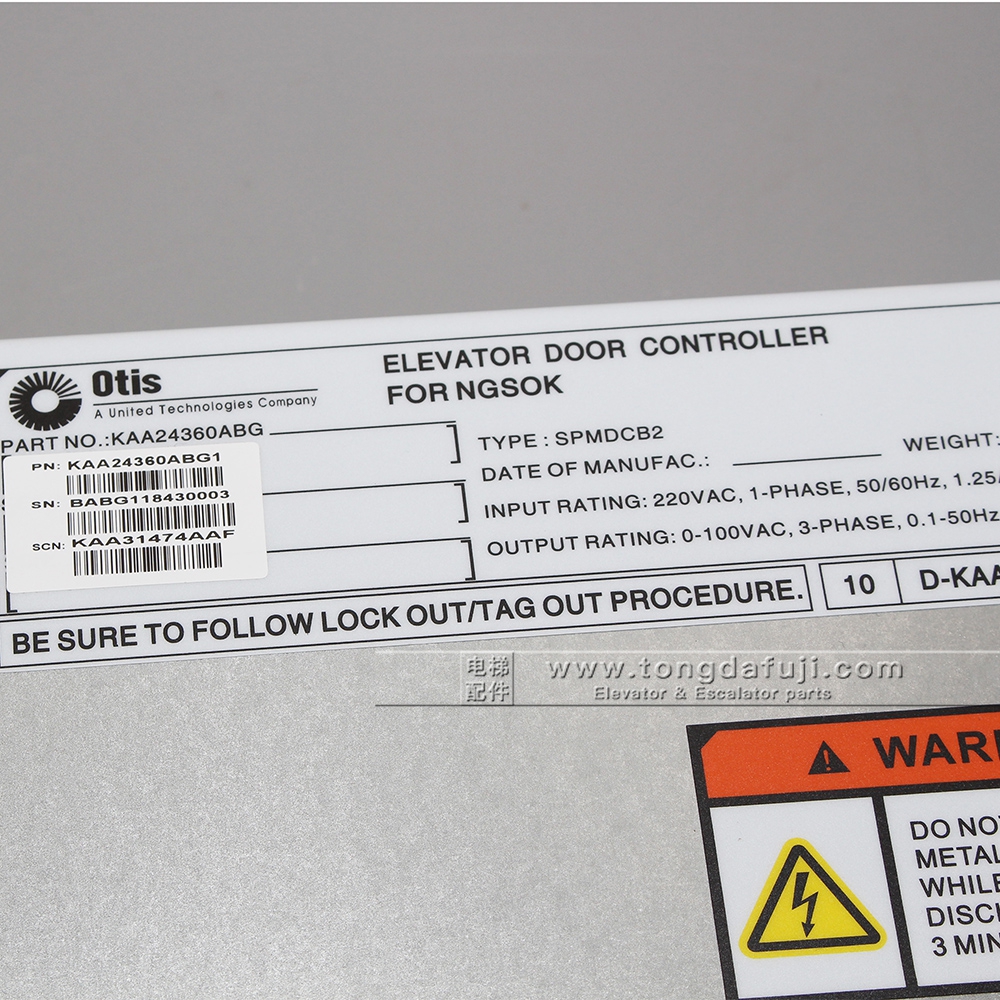 Otis
A United Technologies Company
ELEVATOR DOOR CONTROLLER
FOR NGSOK
PART NO.:KAA24360ABG
PN: KAA24360ABG1
SN: BABG118430003
SCN: KAA31474AAF
TYPE : SPMDCB2
DATE OF MANUFAC.:
WEIGHT:
INPUT RATING: 220VAC, 1-PHASE, 50/60Hz, 1.25
OUTPUT RATING: 0-100VAC, 3-PHASE, 0.1-50Hz
BE SURE TO FOLLOW LOCK OUT/TAG OUT PROCEDURE.
10 D-KAA
电梯 www.tongdafuji.com
配件 Elevator & Escalator parts
WAR
DO NO
METAL
WHILE
DISC
3 MIN